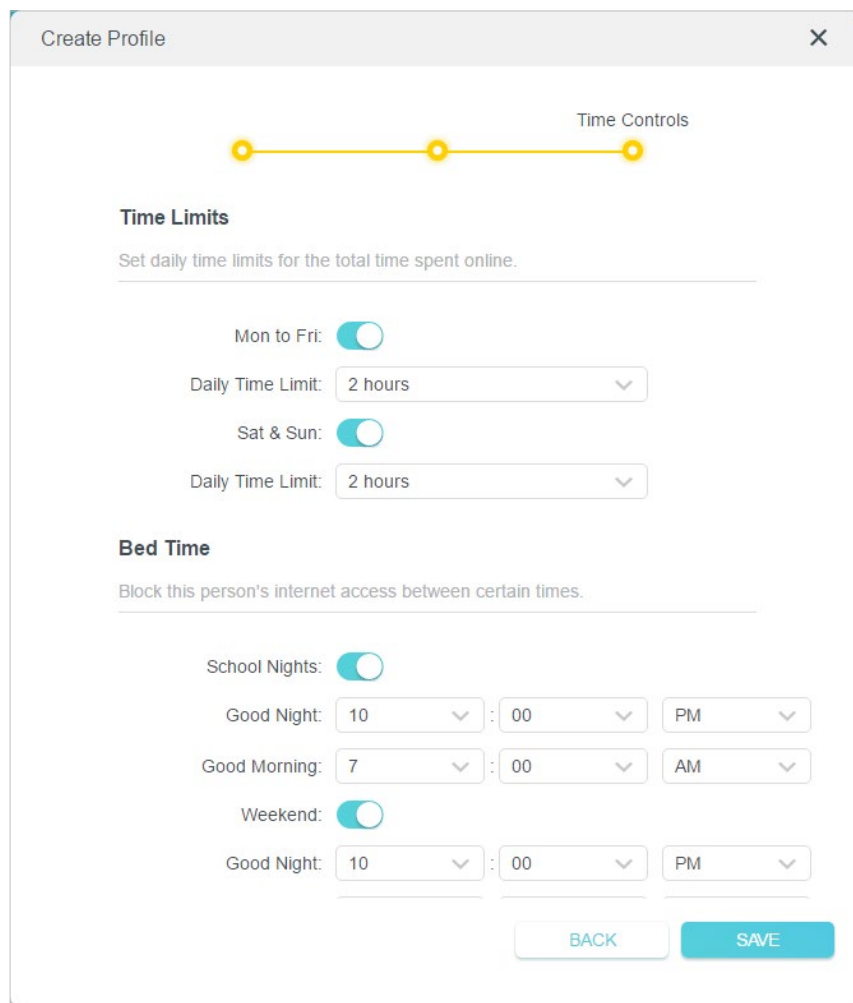 Create Profile
Time Controls
Time Limits
Set daily time limits for the total time spent online.
Mon to Fri:
Daily Time Limit: 2 hours
Sat & Sun:
Daily Time Limit: 2 hours
Bed Time
Block this person's internet access between certain times.
School Nights:
Good Night: 10 : 00 PM
Good Morning: 7 : 00 AM
Weekend:
Good Night: 10 : 00 PM
BACK SAVE